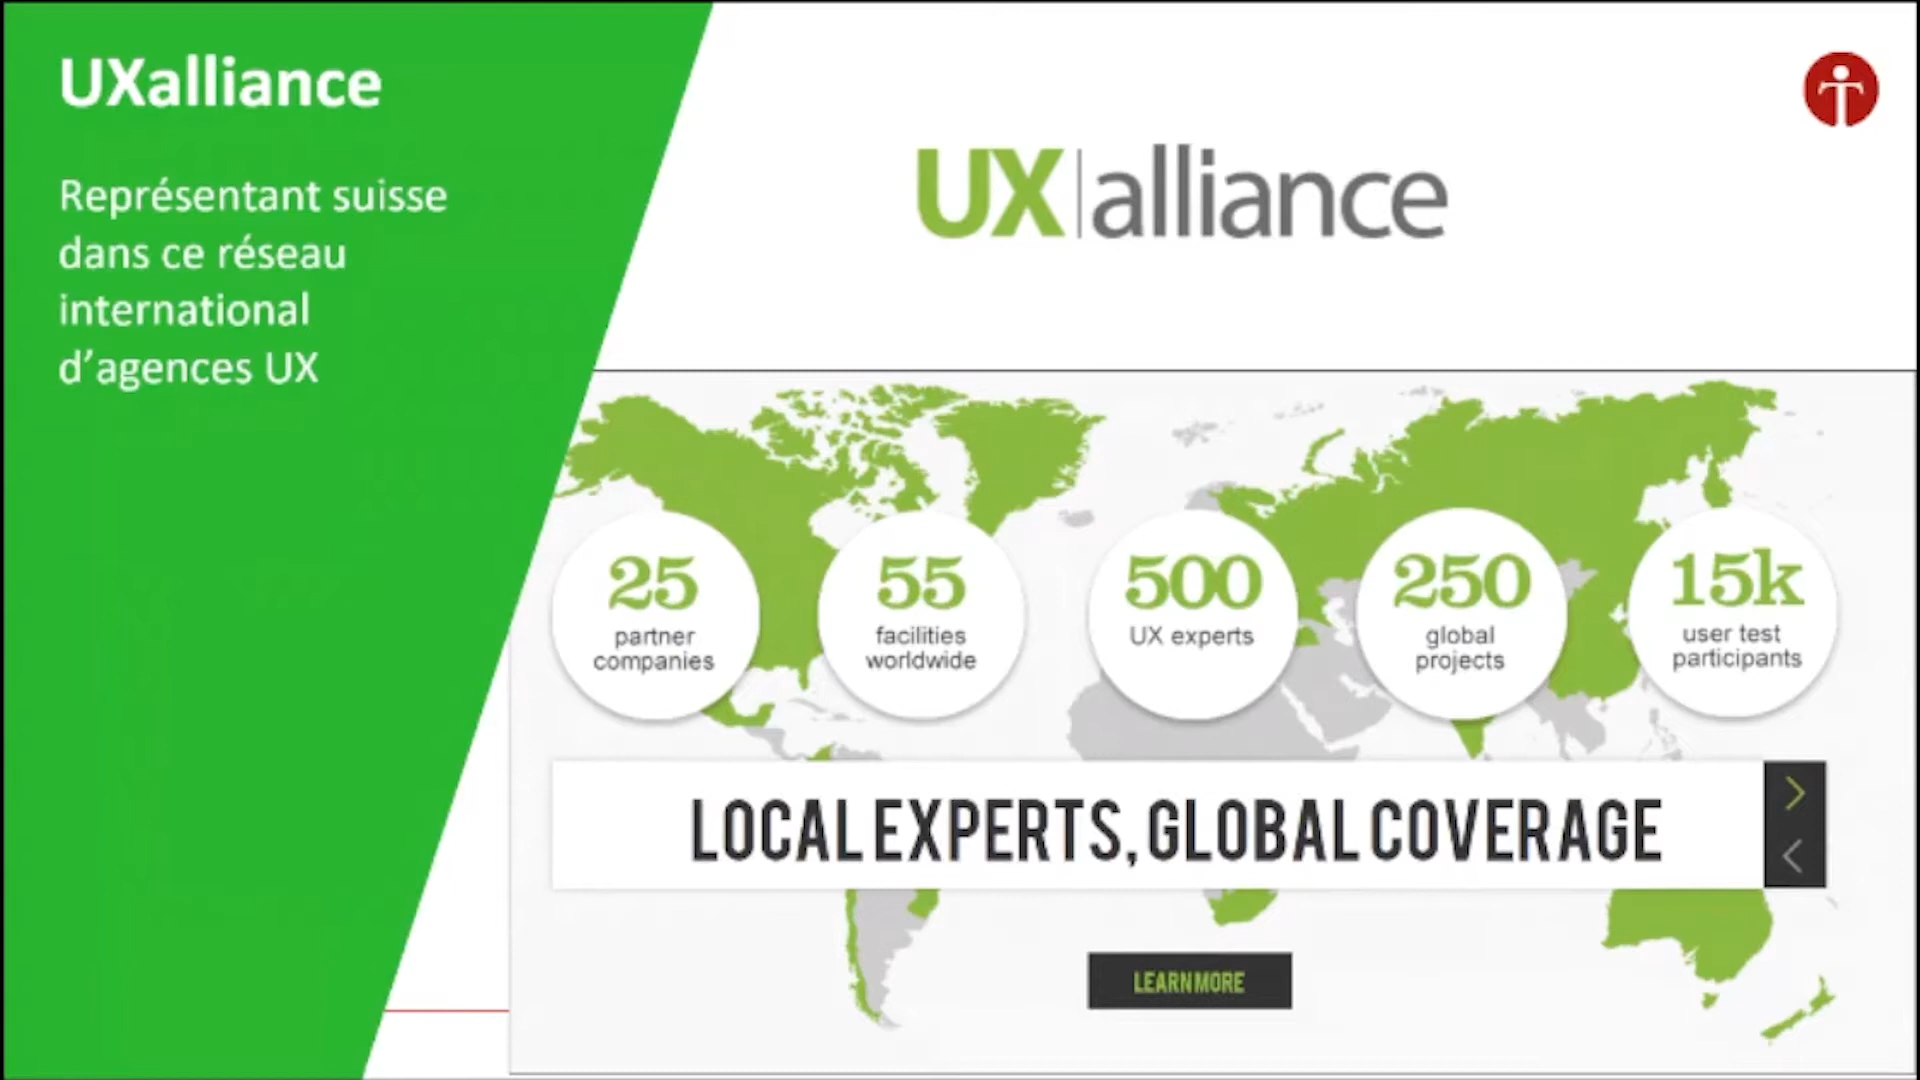 UXalliance
Représentant suisse
dans ce réseau
international
d’agences UX
UX|alliance
25
partner
companies
55
facilities
worldwide
500
UX experts
250
global
projects
15k
user test
participants
LOCAL EXPERTS, GLOBAL COVERAGE
LEARN MORE